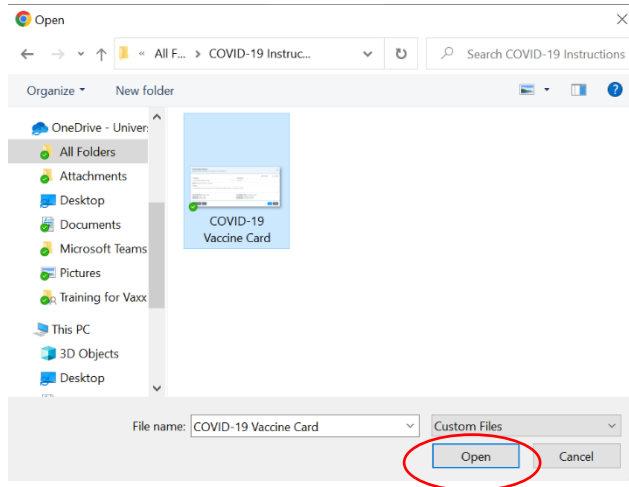 Open
« All F... > COVID-19 Instruc...
Search COVID-19 Instructions
Organize
New folder
OneDrive - Univer
All Folders
Attachments
Desktop
Documents
Microsoft Teams
Pictures
Training for Vaxx
This PC
3D Objects
Desktop
COVID-19
Vaccine Card
File name: COVID-19 Vaccine Card
Custom Files
Open
Cancel